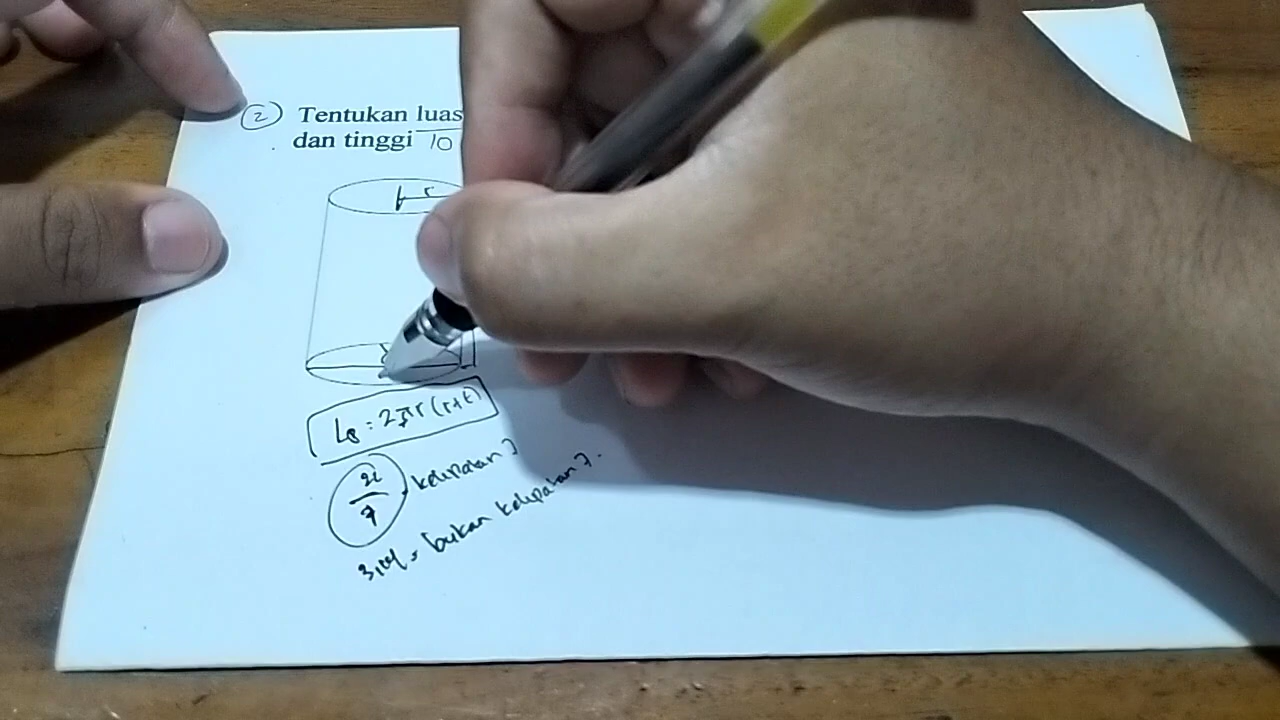 ② Tentukan luas
dan tinggi 10
r
Lp = 2πr (r+t)
22/7 . kelipatan 7
3,14 = bukan kelipatan 7.